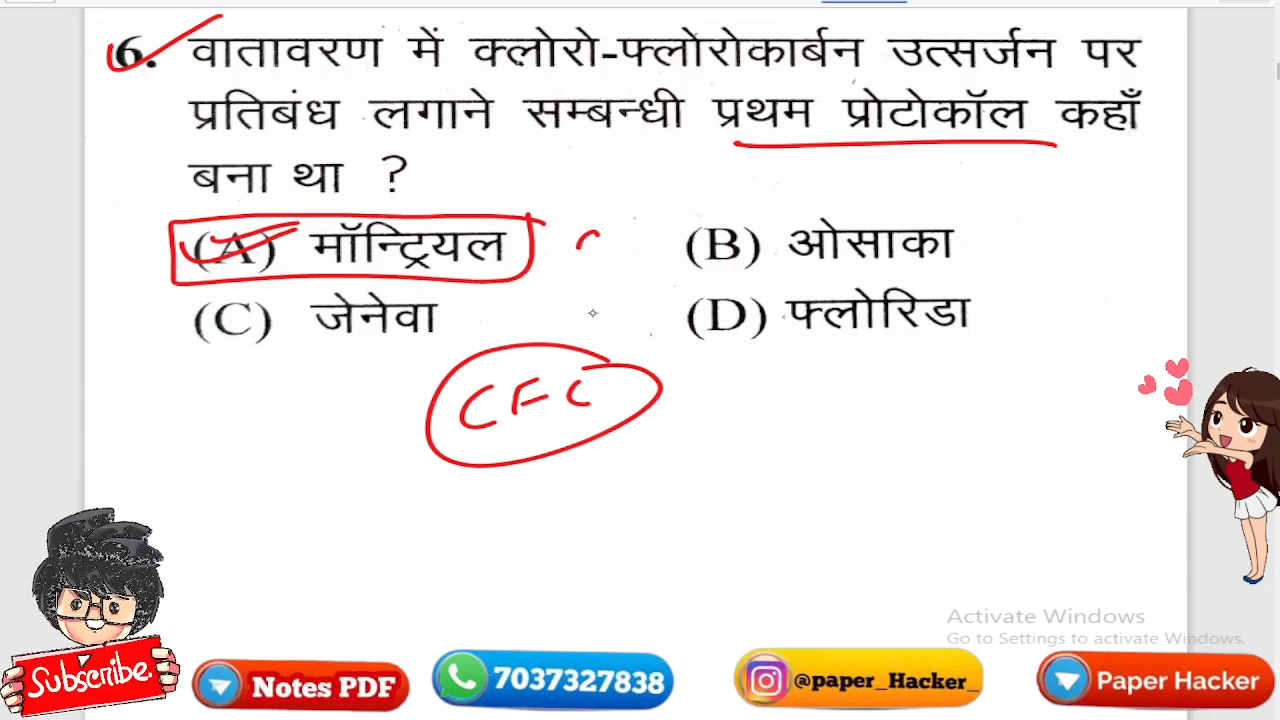 6. वातावरण में क्लोरो-फ्लोरोकार्बन उत्सर्जन पर
प्रतिबंध लगाने सम्बन्धी प्रथम प्रोटोकॉल कहाँ
बना था ?
(A) मॉन्ट्रियल (B) ओसाका
(C) जेनेवा (D) फ्लोरिडा
CFC
Activate Windows
Go to Settings to activate Windows.
Subscribe
Notes PDF
7037327838
@paper_Hacker_
Paper Hacker